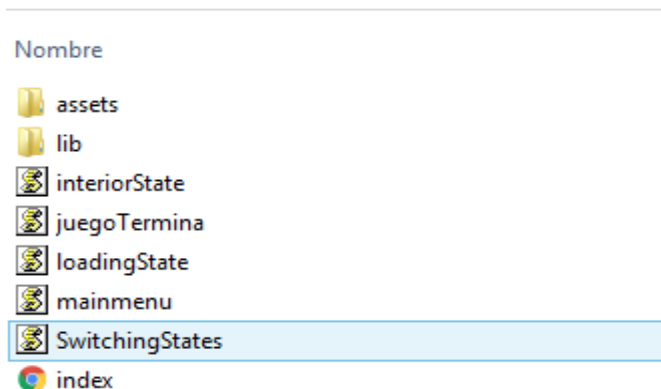 Nombre
assets
lib
interiorState
juegoTermina
loadingState
mainmenu
SwitchingStates
index